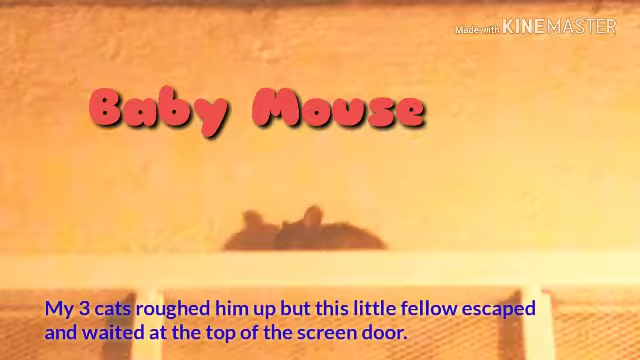 Made with KINEMASTER
Baby Mouse
My 3 cats roughed him up but this little fellow escaped
and waited at the top of the screen door.